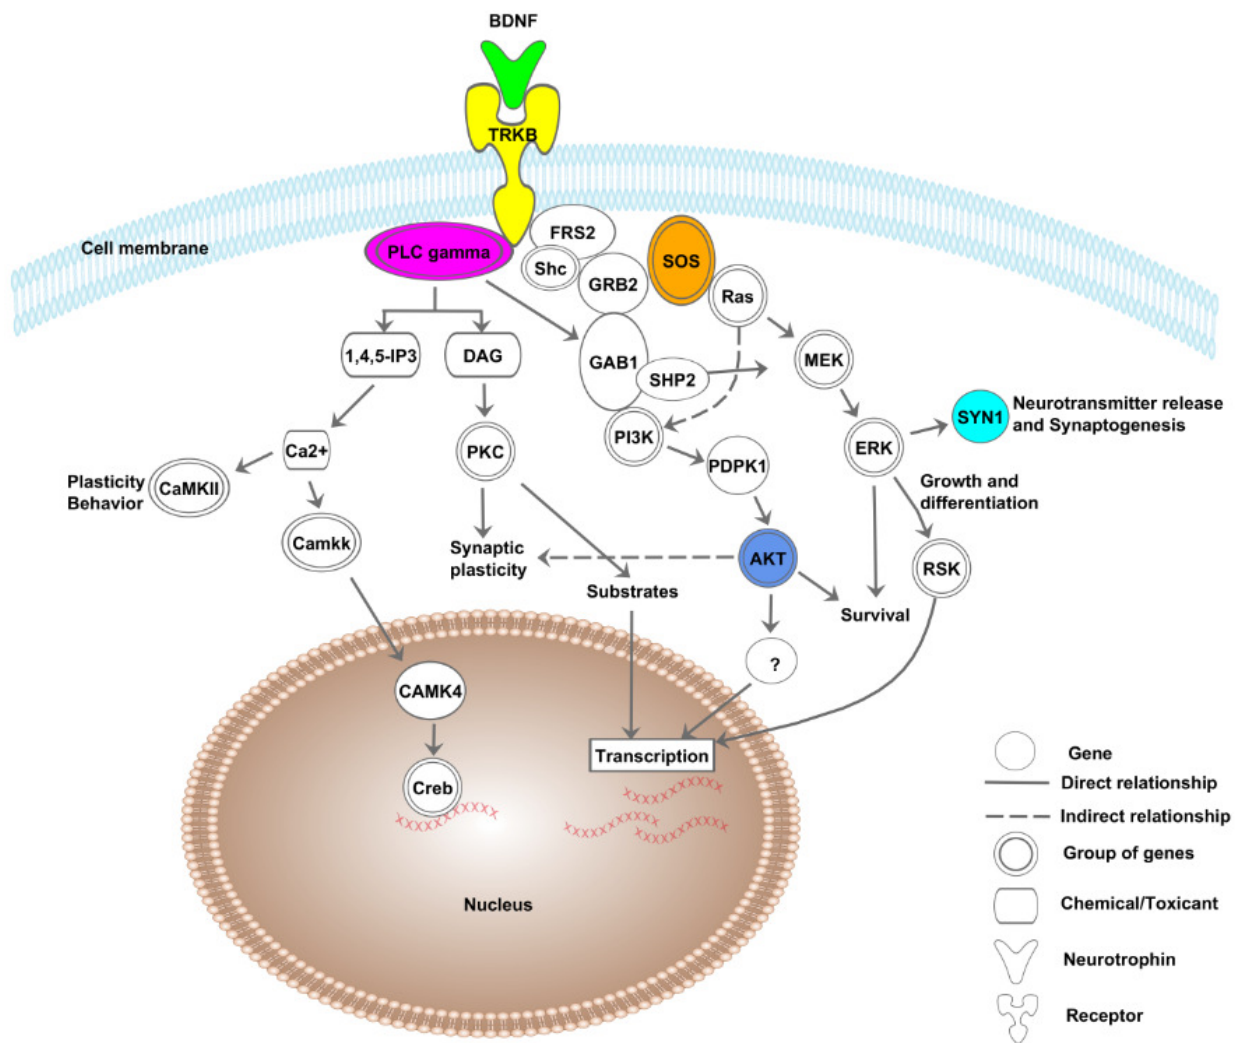 BDNF
TRKB
Cell membrane
PLC gamma
FRS2
Shc
GRB2
SOS
Ras
1,4,5-IP3
DAG
GAB1
SHP2
MEK
SYN1
Neurotransmitter release
and Synaptogenesis
Ca2+
PKC
PI3K
PDPK1
ERK
Plasticity
Behavior
CaMKII
Growth and
differentiation
Camkk
Synaptic
plasticity
AKT
RSK
Substrates
Survival
?
CAMK4
Transcription
Creb
Nucleus
Gene
Direct relationship
Indirect relationship
Group of genes
Chemical/Toxicant
Neurotrophin
Receptor